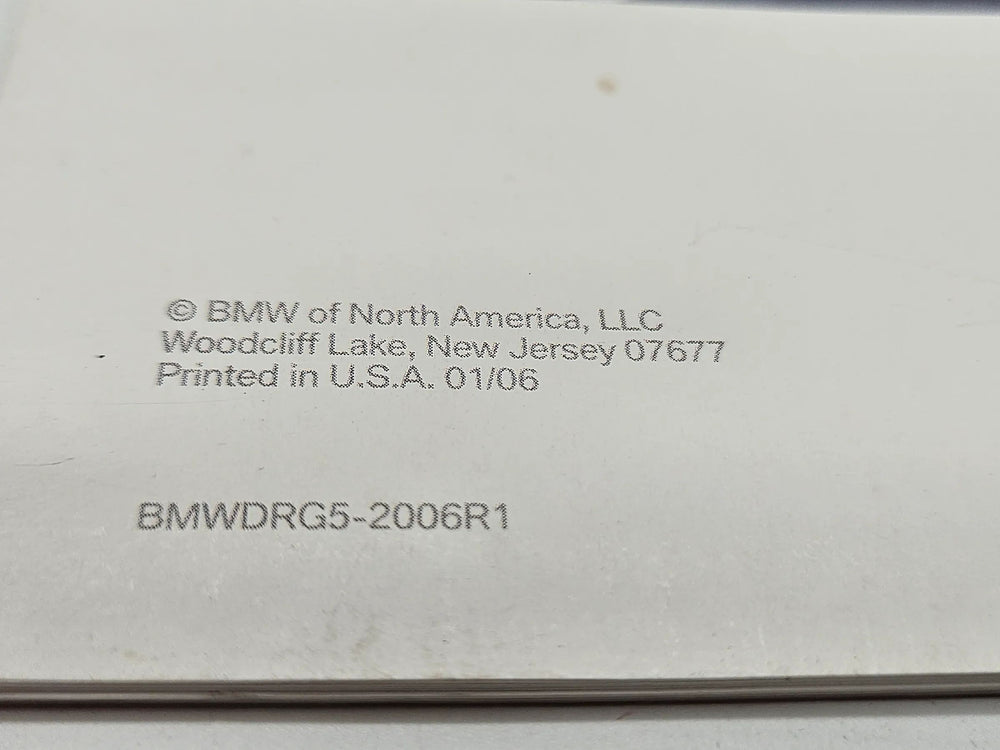 © BMW of North America, LLC
Woodcliff Lake, New Jersey 07677
Printed in U.S.A. 01/06
BMWDRG5-2006R1